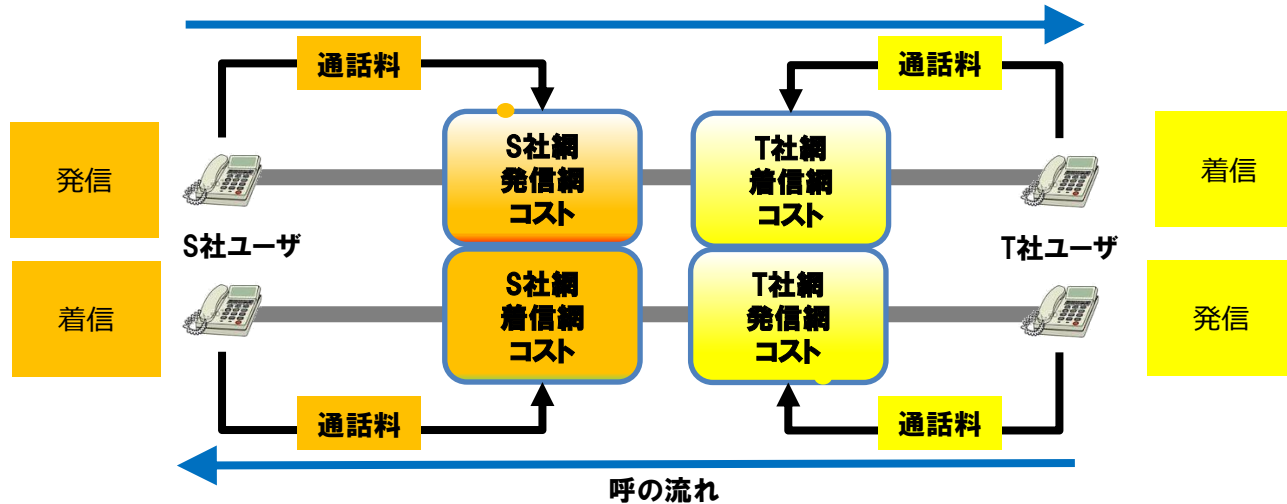 通話料
通話料
発信
S社網
発信網
コスト
T社網
着信網
コスト
着信
S社ユーザ
T社ユーザ
着信
S社網
着信網
コスト
T社網
発信網
コスト
発信
通話料
通話料
呼の流れ